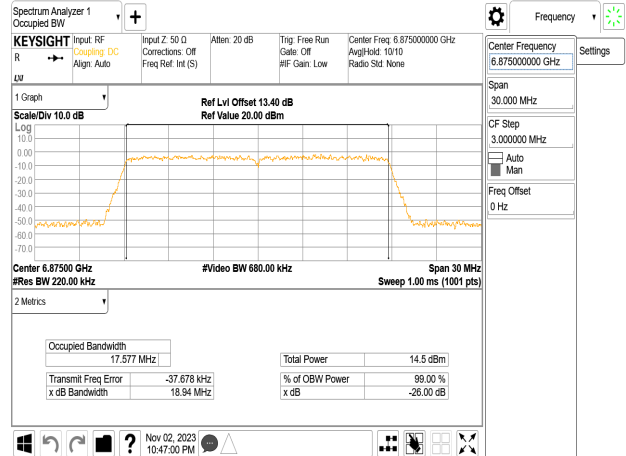 Spectrum Analyzer 1
Occupied BW
Frequency
KEYSIGHT
R
Input: RF
Coupling: DC
Align: Auto
Input Z: 50 Ω
Corrections: Off
Freq Ref: Int (S)
Atten: 20 dB
Trig: Free Run
Gate: Off
#IF Gain: Low
Center Freq: 6.875000000 GHz
Avg|Hold: 10/10
Radio Std: None
Center Frequency
6.875000000 GHz
Settings
Span
30.000 MHz
CF Step
3.000000 MHz
Auto
Man
Freq Offset
0 Hz
1 Graph
Scale/Div 10.0 dB
Ref Lvl Offset 13.40 dB
Ref Value 20.00 dBm
Log
10.0
0.00
-10.0
-20.0
-30.0
-40.0
-50.0
-60.0
-70.0
Center 6.87500 GHz
#Video BW 680.00 kHz
Span 30 MHz
#Res BW 220.00 kHz
Sweep 1.00 ms (1001 pts)
2 Metrics
Occupied Bandwidth
17.577 MHz
Total Power 14.5 dBm
Transmit Freq Error -37.678 kHz
% of OBW Power 99.00 %
x dB Bandwidth 18.94 MHz
x dB -26.00 dB
Nov 02, 2023
10:47:00 PM